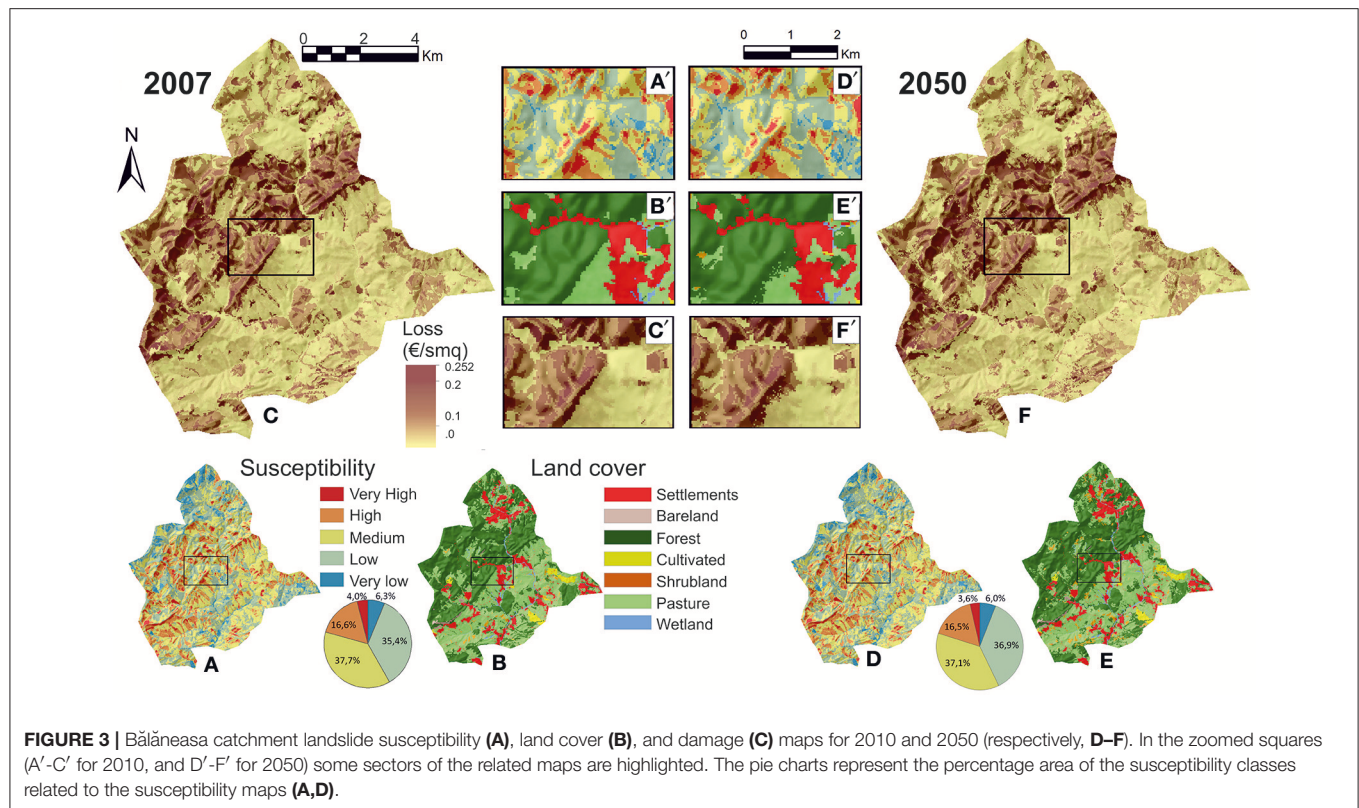 0 2 4
Km
0 1 2
Km
2007
2050
N
A′
D′
B′
E′
C′
F′
Loss
(€/smq)
0.252
0.2
0.1
.0
C
F
Susceptibility
Very High
High
Medium
Low
Very low
Land cover
Settlements
Bareland
Forest
Cultivated
Shrubland
Pasture
Wetland
4,0%
6,3%
16,6%
35,4%
37,7%
A
B
3,6%
6,0%
16,5%
36,9%
37,1%
D
E
FIGURE 3 | Bălăneasa catchment landslide susceptibility (A), land cover (B), and damage (C) maps for 2010 and 2050 (respectively, D–F). In the zoomed squares
(A′-C′ for 2010, and D′-F′ for 2050) some sectors of the related maps are highlighted. The pie charts represent the percentage area of the susceptibility classes
related to the susceptibility maps (A,D).